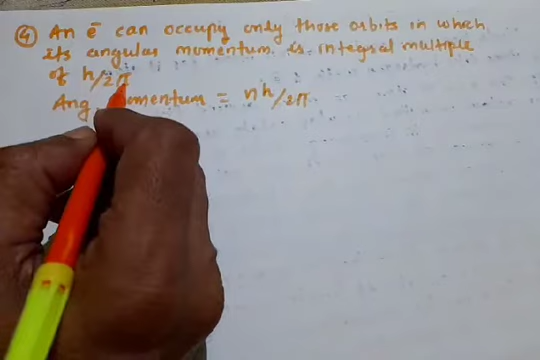 ④ An ē can occupy only those orbits in which
its angular momentum is integral multiple
of h/2π
Ang momentum = nh/2π